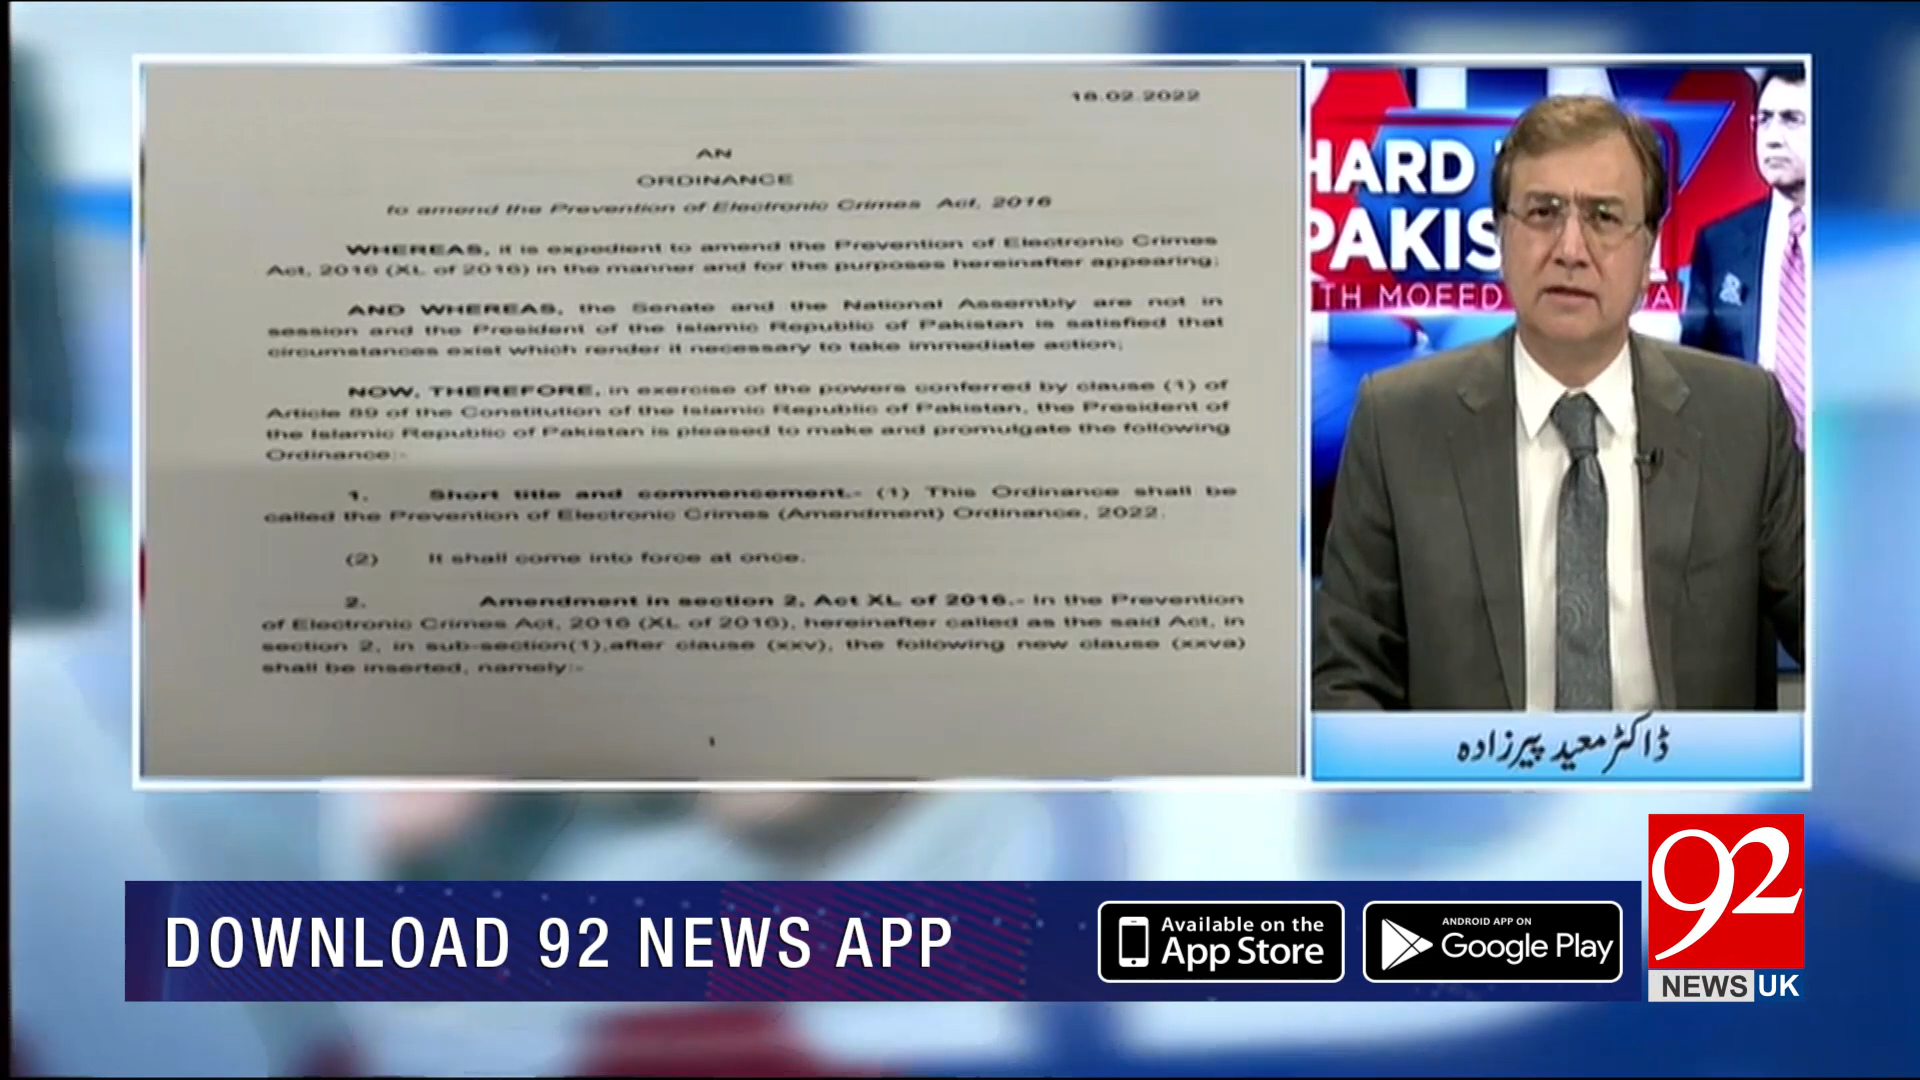 18.02.2022
AN
ORDINANCE
to amend the Prevention of Electronic Crimes Act, 2016
WHEREAS, it is expedient to amend the Prevention of Electronic Crimes
Act, 2016 (XL of 2016) in the manner and for the purposes hereinafter appearing;
AND WHEREAS, the Senate and the National Assembly are not in
session and the President of the Islamic Republic of Pakistan is satisfied that
circumstances exist which render it necessary to take immediate action;
NOW, THEREFORE, in exercise of the powers conferred by clause (1) of
Article 89 of the Constitution of the Islamic Republic of Pakistan, the President of
the Islamic Republic of Pakistan is pleased to make and promulgate the following
Ordinance:-
1. Short title and commencement.- (1) This Ordinance shall be
called the Prevention of Electronic Crimes (Amendment) Ordinance, 2022.
(2) It shall come into force at once.
2. Amendment in section 2, Act XL of 2016.- In the Prevention
of Electronic Crimes Act, 2016 (XL of 2016), hereinafter called as the said Act, in
section 2, in sub-section(1),after clause (xxv), the following new clause (xxva)
shall be inserted, namely:-
1
HARD
PAKIS
TH MOEED
ڈاکٹر معید پیرزادہ
DOWNLOAD 92 NEWS APP
Available on the
App Store
ANDROID APP ON
Google Play
92
NEWS UK